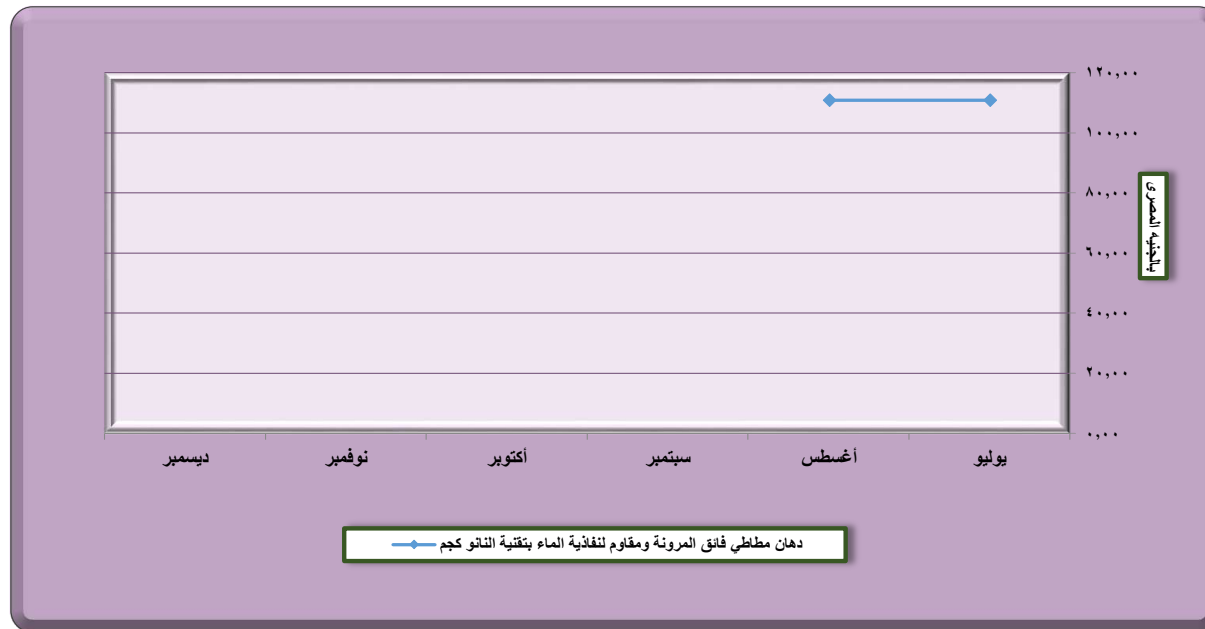 ١٢٠,٠٠
١٠٠,٠٠
٨٠,٠٠
٦٠,٠٠
٤٠,٠٠
٢٠,٠٠
٠,٠٠
بالجنيه المصرى
يوليو أغسطس سبتمبر أكتوبر نوفمبر ديسمبر
دهان مطاطي فائق المرونة ومقاوم لنفاذية الماء بتقنية النانو كجم